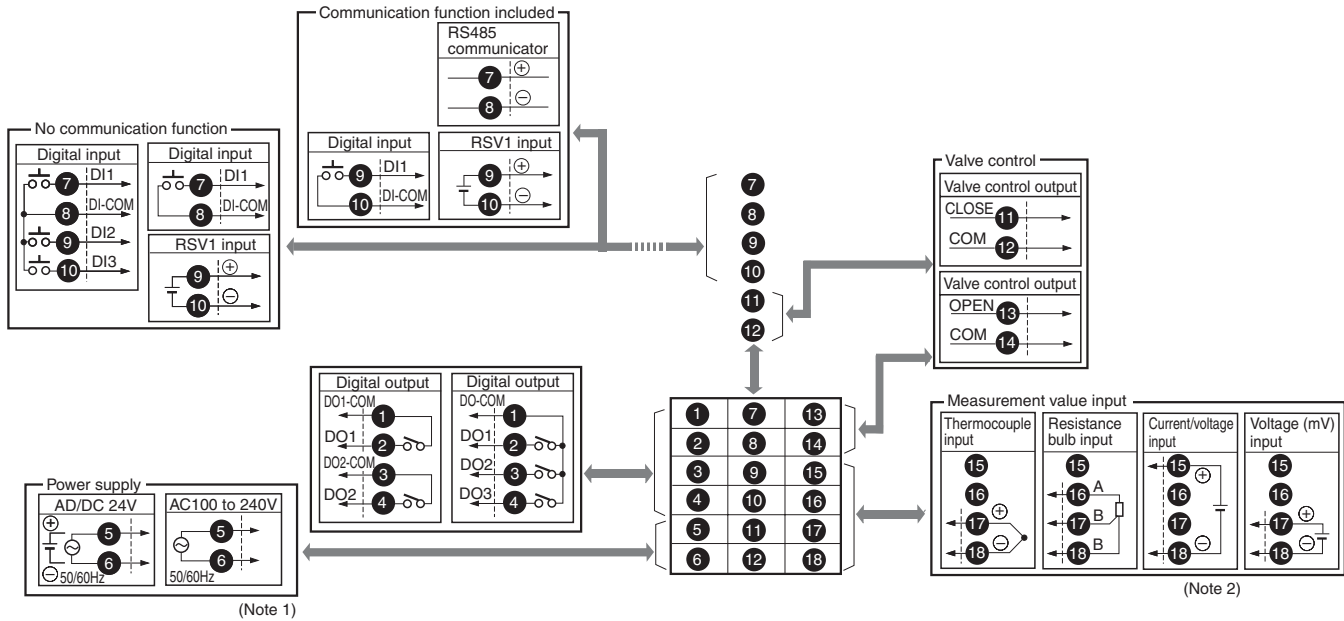 Communication function included
RS485
communicator
7 ⊕
8 ⊖
Digital input
9 DI1
10 DI-COM
RSV1 input
9 ⊕
10 ⊖
No communication function
Digital input
7 DI1
8 DI-COM
9 DI2
10 DI3
Digital input
7 DI1
8 DI-COM
RSV1 input
9 ⊕
10 ⊖
7
8
9
10
11
12
Valve control
Valve control output
CLOSE 11
COM 12
Valve control output
OPEN 13
COM 14
Digital output
DO1-COM 1
DO1 2
DO2-COM 3
DO2 4
Digital output
DO-COM 1
DO1 2
DO2 3
DO3 4
Power supply
AD/DC 24V
⊕ 5
6
⊖ 50/60Hz
AC100 to 240V
5
6
50/60Hz
(Note 1)
1 7 13
2 8 14
3 9 15
4 10 16
5 11 17
6 12 18
Measurement value input
Thermocouple
input
15
16
17 ⊕
18 ⊖
Resistance
bulb input
15
16 A
17 B
18 B
Current/voltage
input
15 ⊕
16
17
18 ⊖
Voltage (mV)
input
15
16
17 ⊕
18 ⊖
(Note 2)